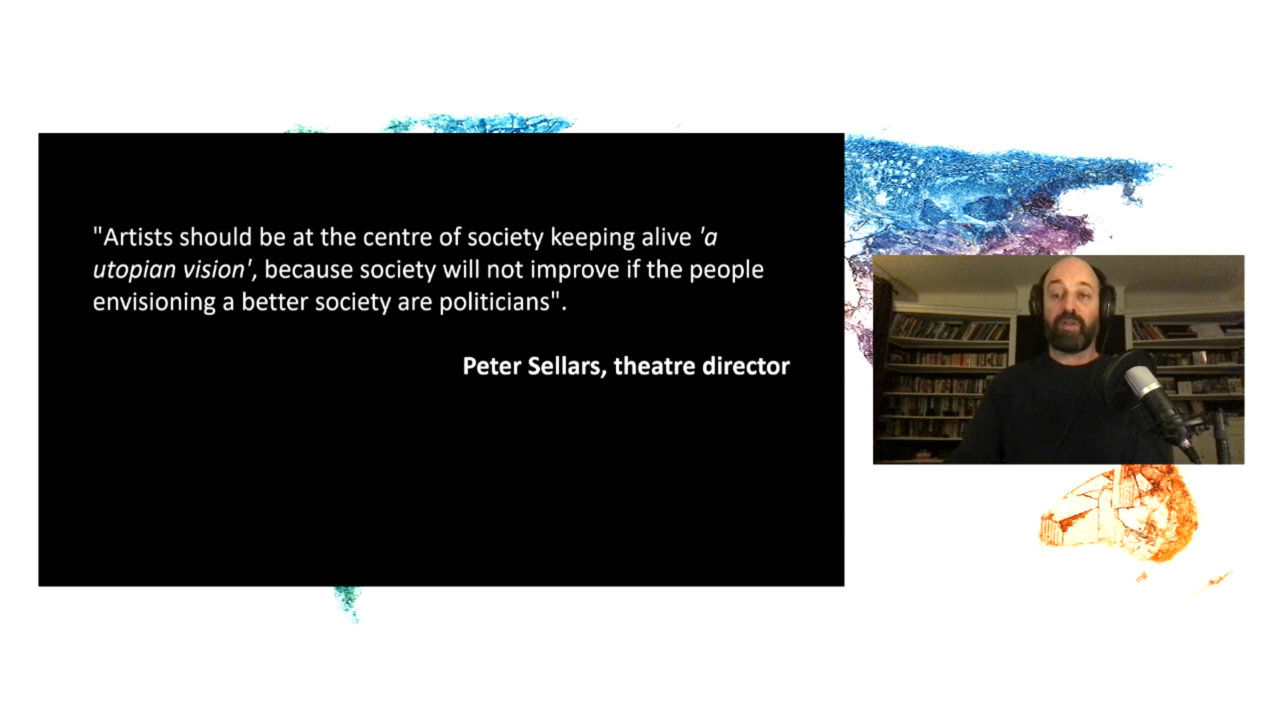 "Artists should be at the centre of society keeping alive 'a
utopian vision', because society will not improve if the people
envisioning a better society are politicians".
Peter Sellars, theatre director